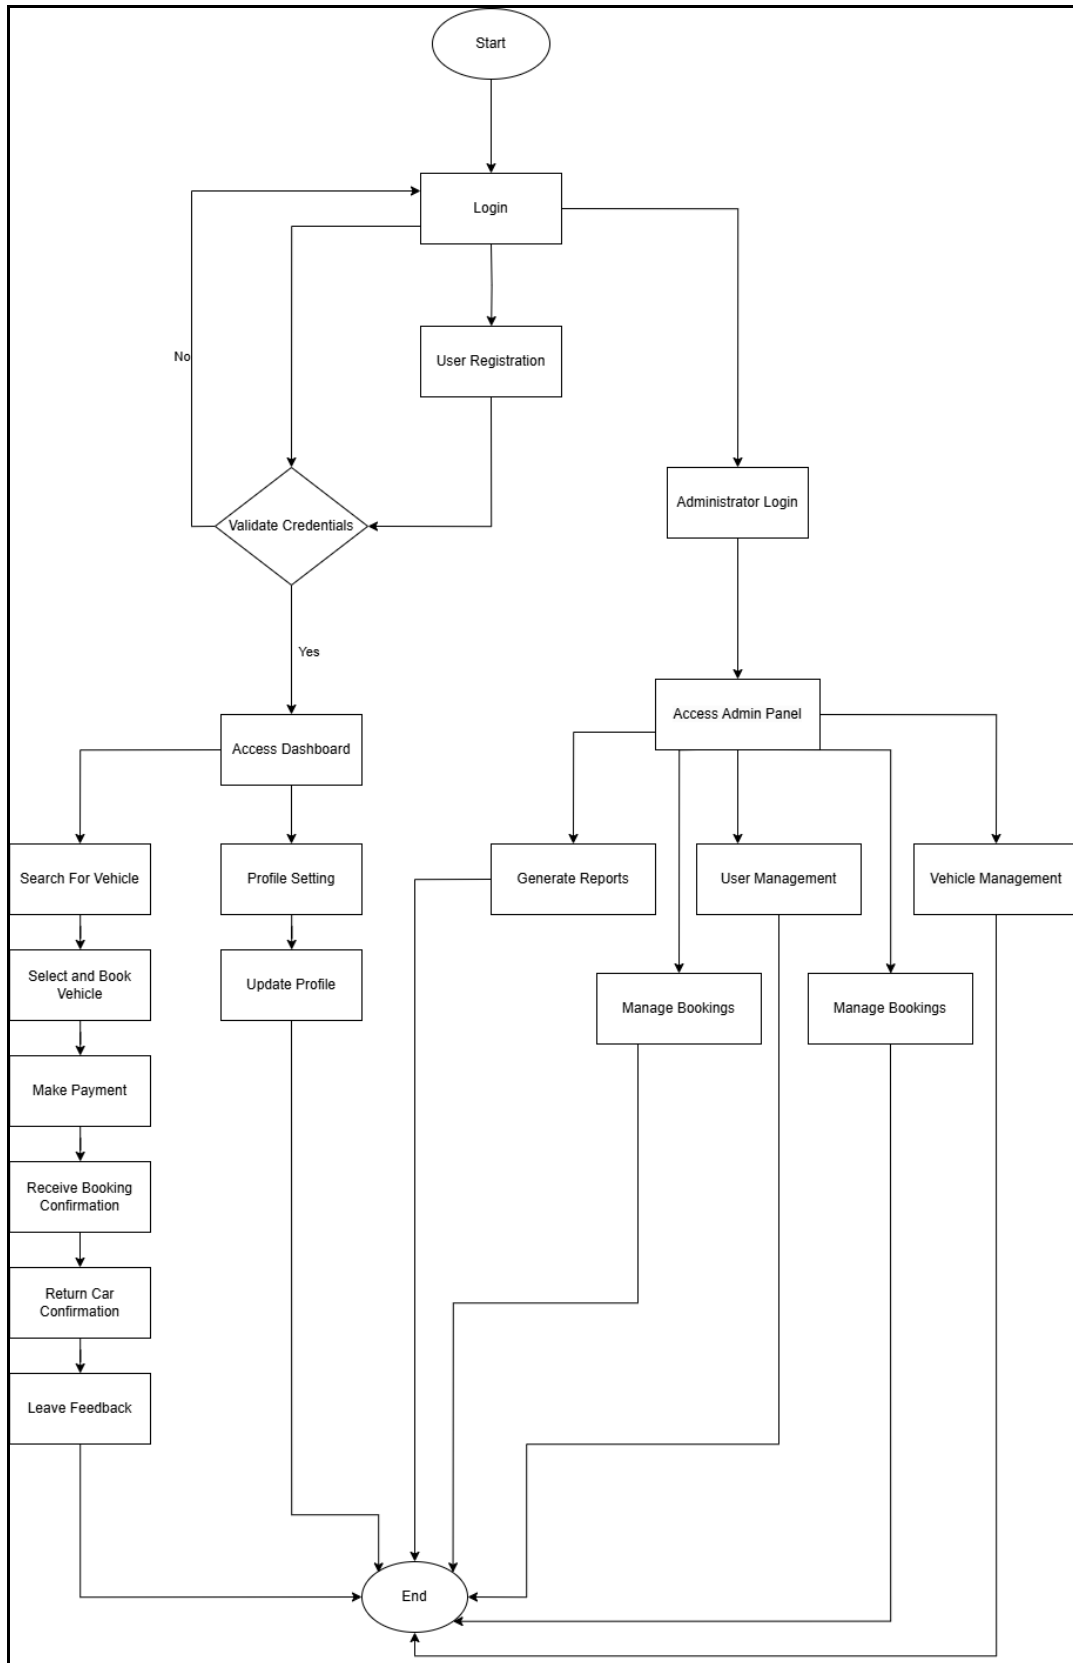 Start
Login
No
User Registration
Administrator Login
Validate Credentials
Yes
Access Admin Panel
Access Dashboard
Search For Vehicle
Profile Setting
Generate Reports
User Management
Vehicle Management
Select and Book
Vehicle
Update Profile
Manage Bookings
Manage Bookings
Make Payment
Receive Booking
Confirmation
Return Car
Confirmation
Leave Feedback
End